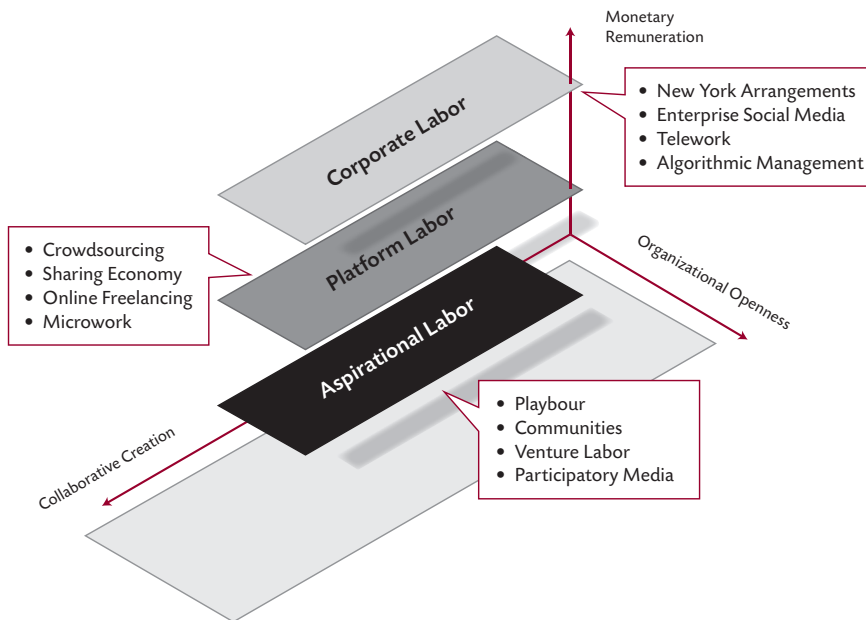 Monetary
Remuneration
• New York Arrangements
• Enterprise Social Media
• Telework
• Algorithmic Management
Corporate Labor
Platform Labor
• Crowdsourcing
• Sharing Economy
• Online Freelancing
• Microwork
Organizational Openness
Aspirational Labor
• Playbour
• Communities
• Venture Labor
• Participatory Media
Collaborative Creation